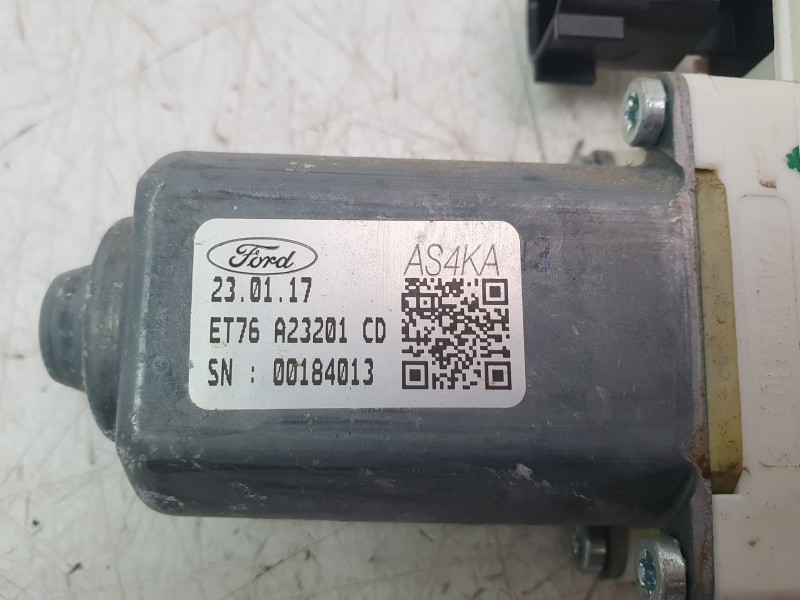 Ford
AS4KA
23.01.17
ET76 A23201 CD
SN : 00184013